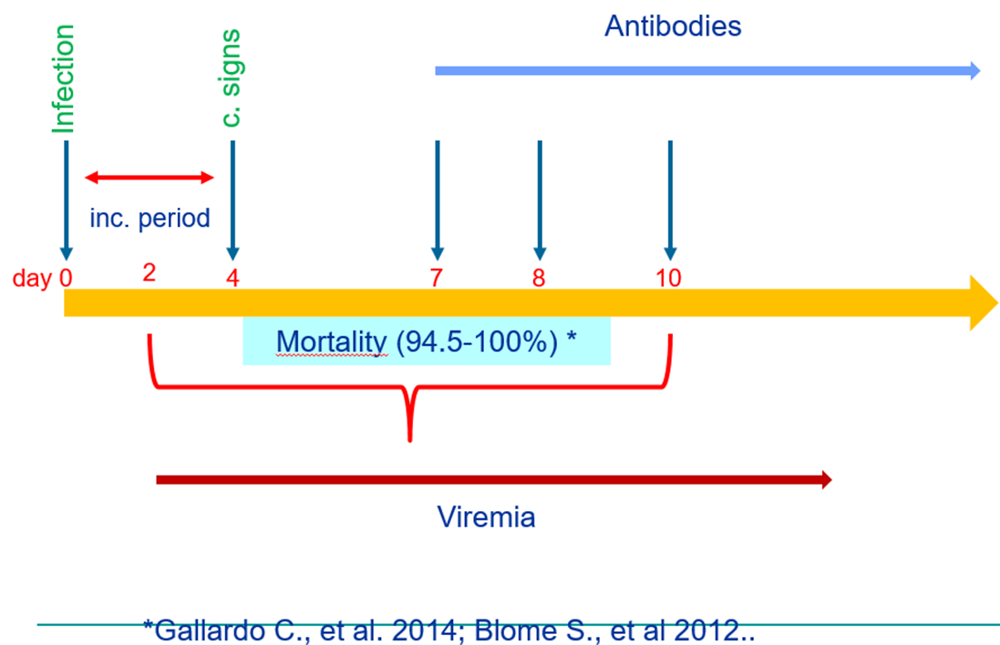 Antibodies
Infection
c. signs
inc. period
day 0
2
4
7
8
10
Mortality (94.5-100%) *
Viremia
*Gallardo C., et al. 2014; Blome S., et al 2012..